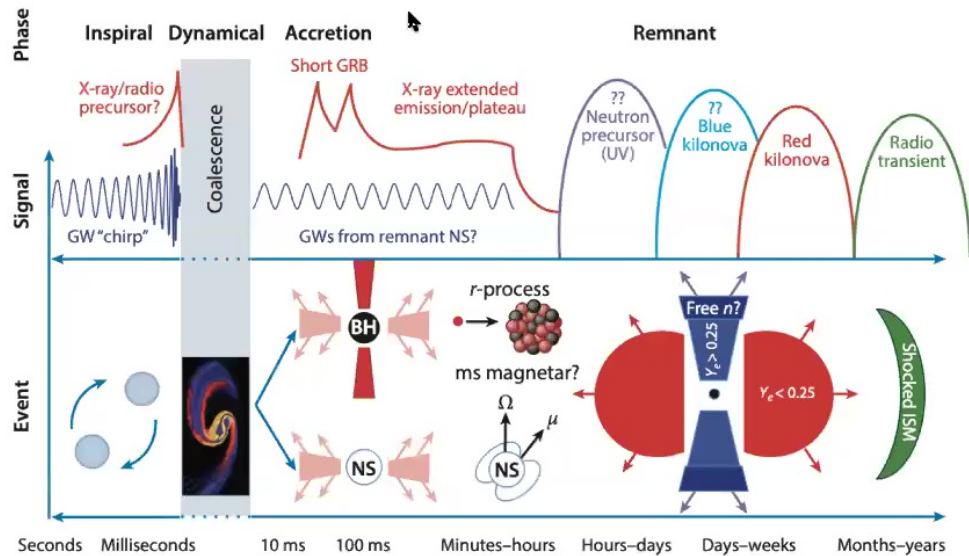 Phase
Inspiral
Dynamical
Accretion
Remnant
Signal
X-ray/radio
precursor?
Coalescence
Short GRB
X-ray extended
emission/plateau
??
Neutron
precursor
(UV)
??
Blue
kilonova
Red
kilonova
Radio
transient
GW “chirp”
GWs from remnant NS?
Event
BH
NS
r-process
ms magnetar?
Ω
μ
NS
Free n?
Yₑ > 0.25
Yₑ < 0.25
Shocked ISM
Seconds
Milliseconds
10 ms
100 ms
Minutes–hours
Hours–days
Days–weeks
Months–years